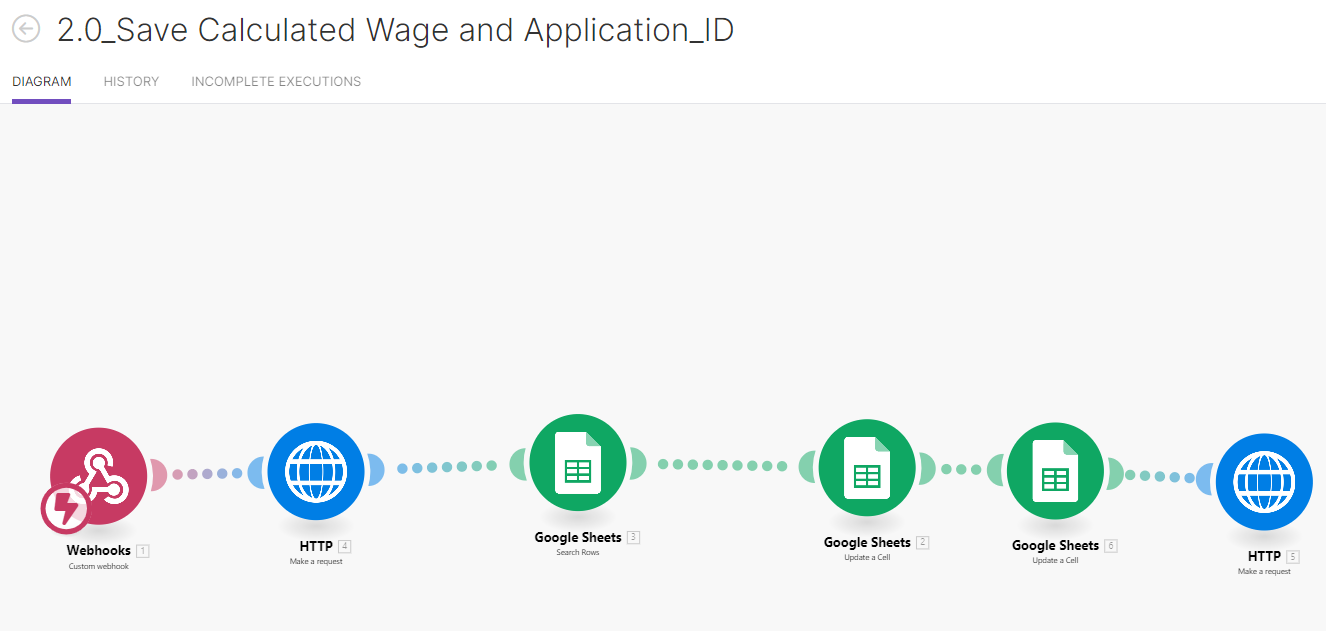 2.0_Save Calculated Wage and Application_ID
DIAGRAM HISTORY INCOMPLETE EXECUTIONS
Webhooks 1
Custom webhook
HTTP 4
Make a request
Google Sheets 3
Search Rows
Google Sheets 2
Update a Cell
Google Sheets 6
Update a Cell
HTTP 5
Make a request